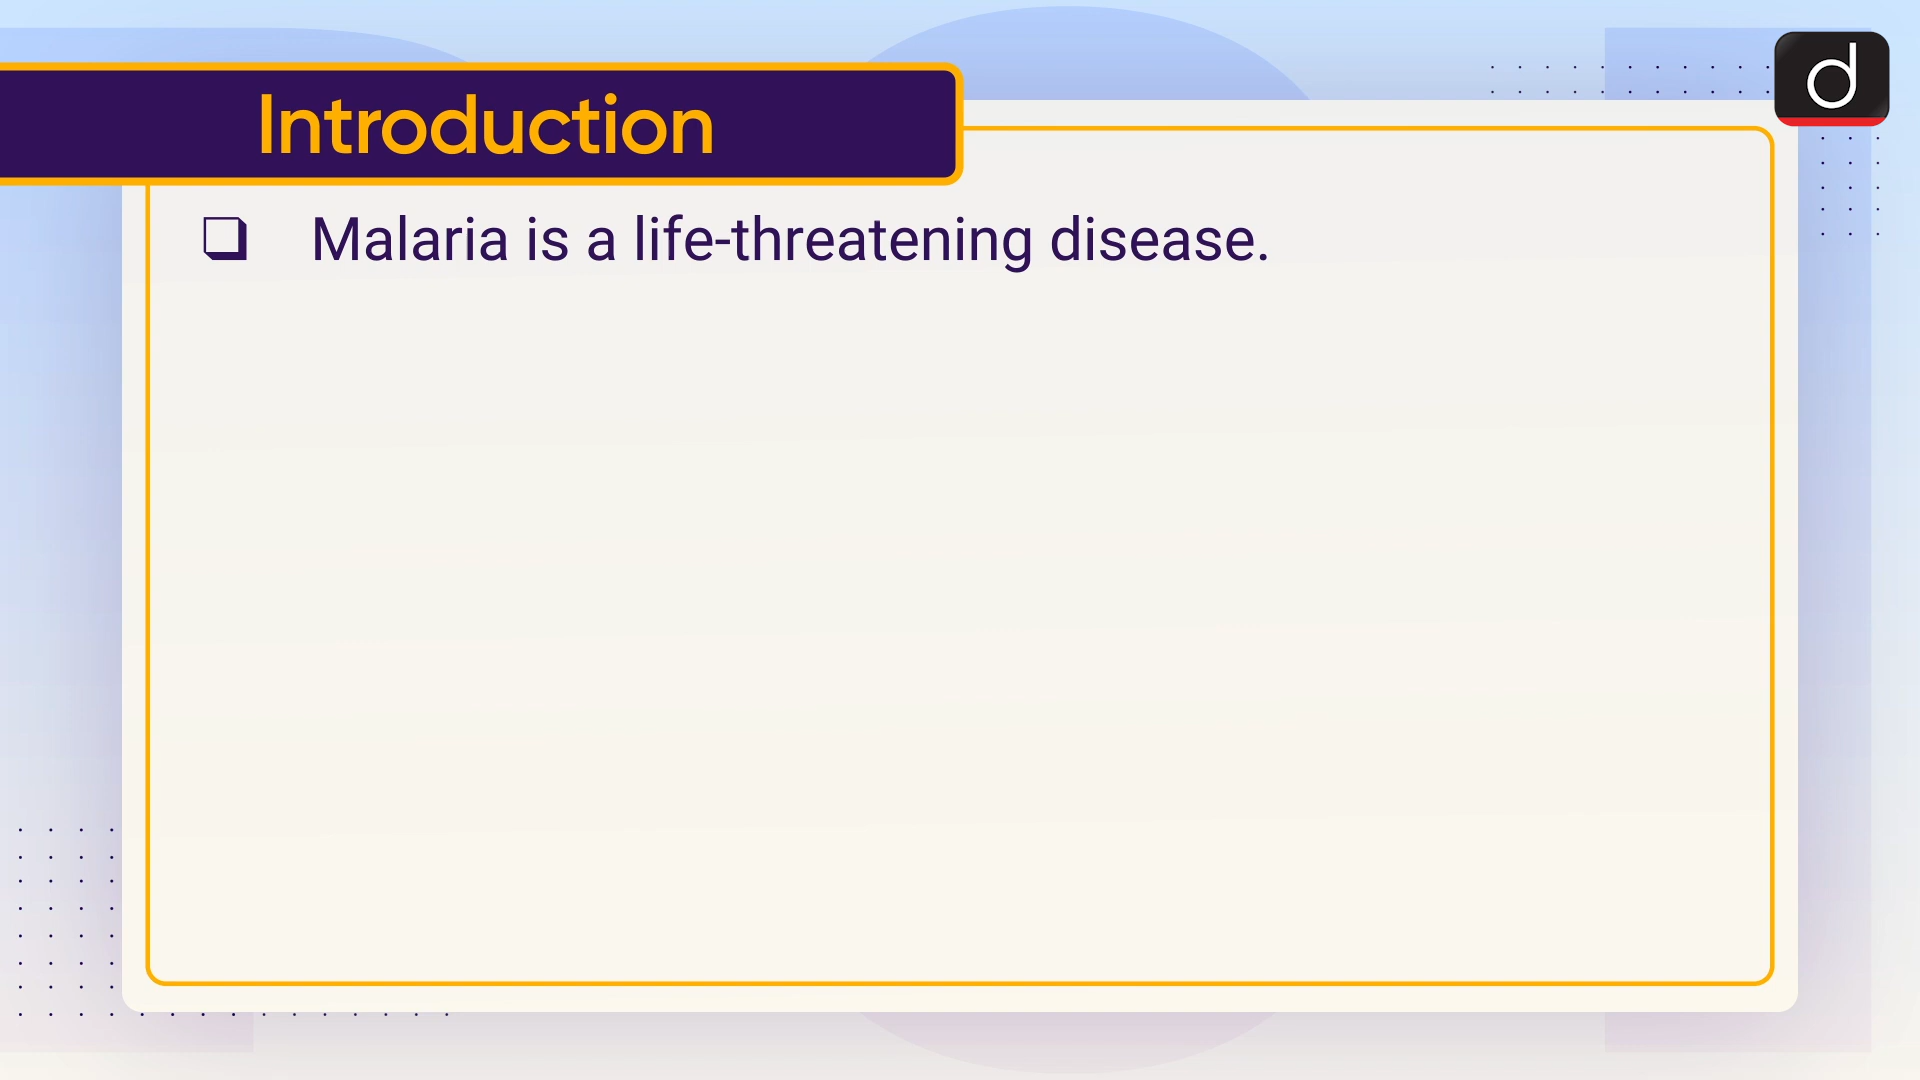 Introduction
d
❑ Malaria is a life-threatening disease.